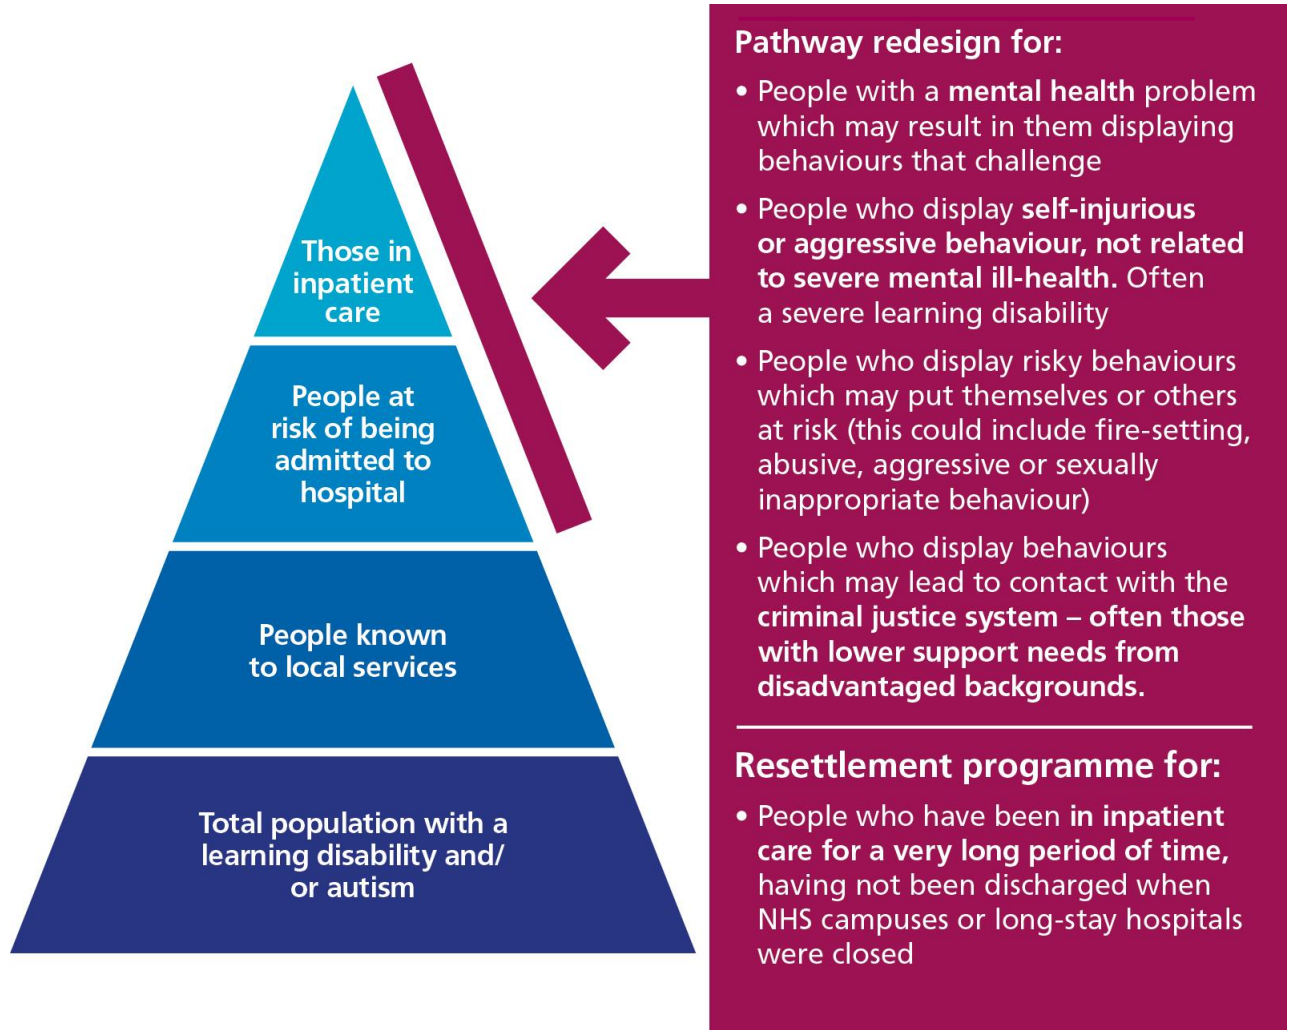 Those in
inpatient
care
People at
risk of being
admitted to
hospital
People known
to local services
Total population with a
learning disability and/
or autism
Pathway redesign for:
• People with a mental health problem
which may result in them displaying
behaviours that challenge
• People who display self-injurious
or aggressive behaviour, not related
to severe mental ill-health. Often
a severe learning disability
• People who display risky behaviours
which may put themselves or others
at risk (this could include fire-setting,
abusive, aggressive or sexually
inappropriate behaviour)
• People who display behaviours
which may lead to contact with the
criminal justice system – often those
with lower support needs from
disadvantaged backgrounds.
Resettlement programme for:
• People who have been in inpatient
care for a very long period of time,
having not been discharged when
NHS campuses or long-stay hospitals
were closed